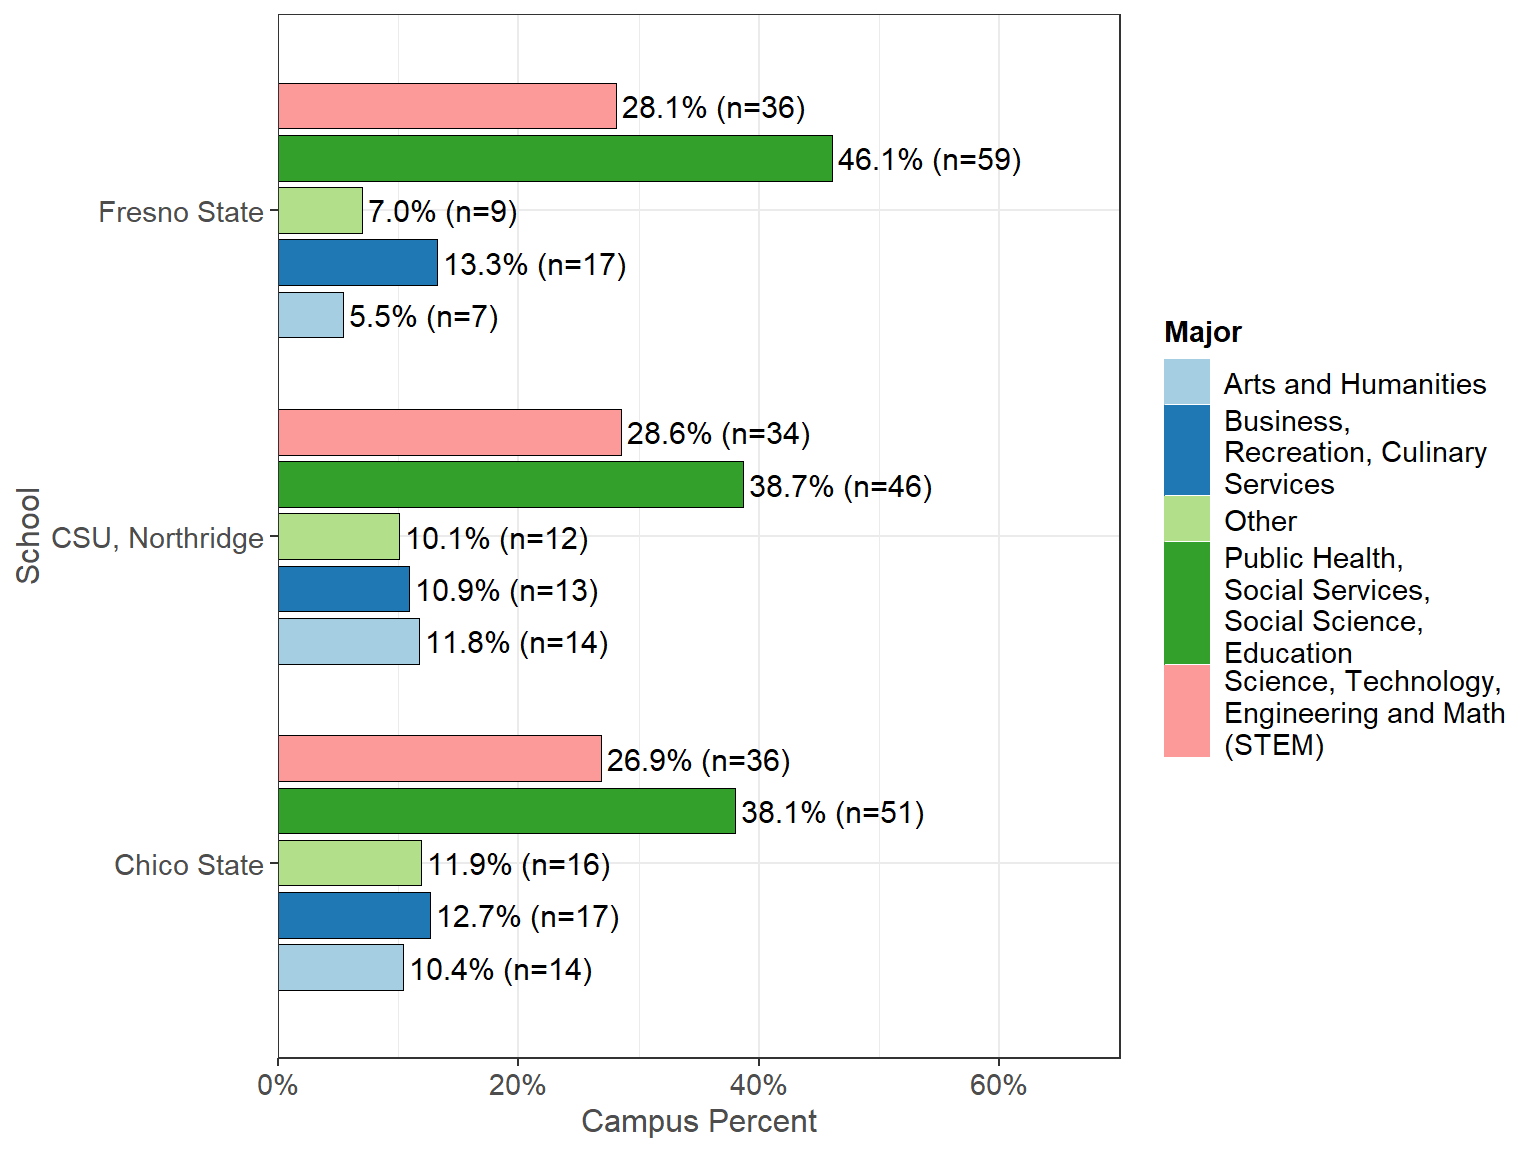 28.1% (n=36)
46.1% (n=59)
Fresno State
7.0% (n=9)
13.3% (n=17)
5.5% (n=7)
28.6% (n=34)
38.7% (n=46)
School
CSU, Northridge
10.1% (n=12)
10.9% (n=13)
11.8% (n=14)
26.9% (n=36)
38.1% (n=51)
Chico State
11.9% (n=16)
12.7% (n=17)
10.4% (n=14)
0% 20% 40% 60%
Campus Percent
Major
Arts and Humanities
Business,
Recreation, Culinary
Services
Other
Public Health,
Social Services,
Social Science,
Education
Science, Technology,
Engineering and Math
(STEM)